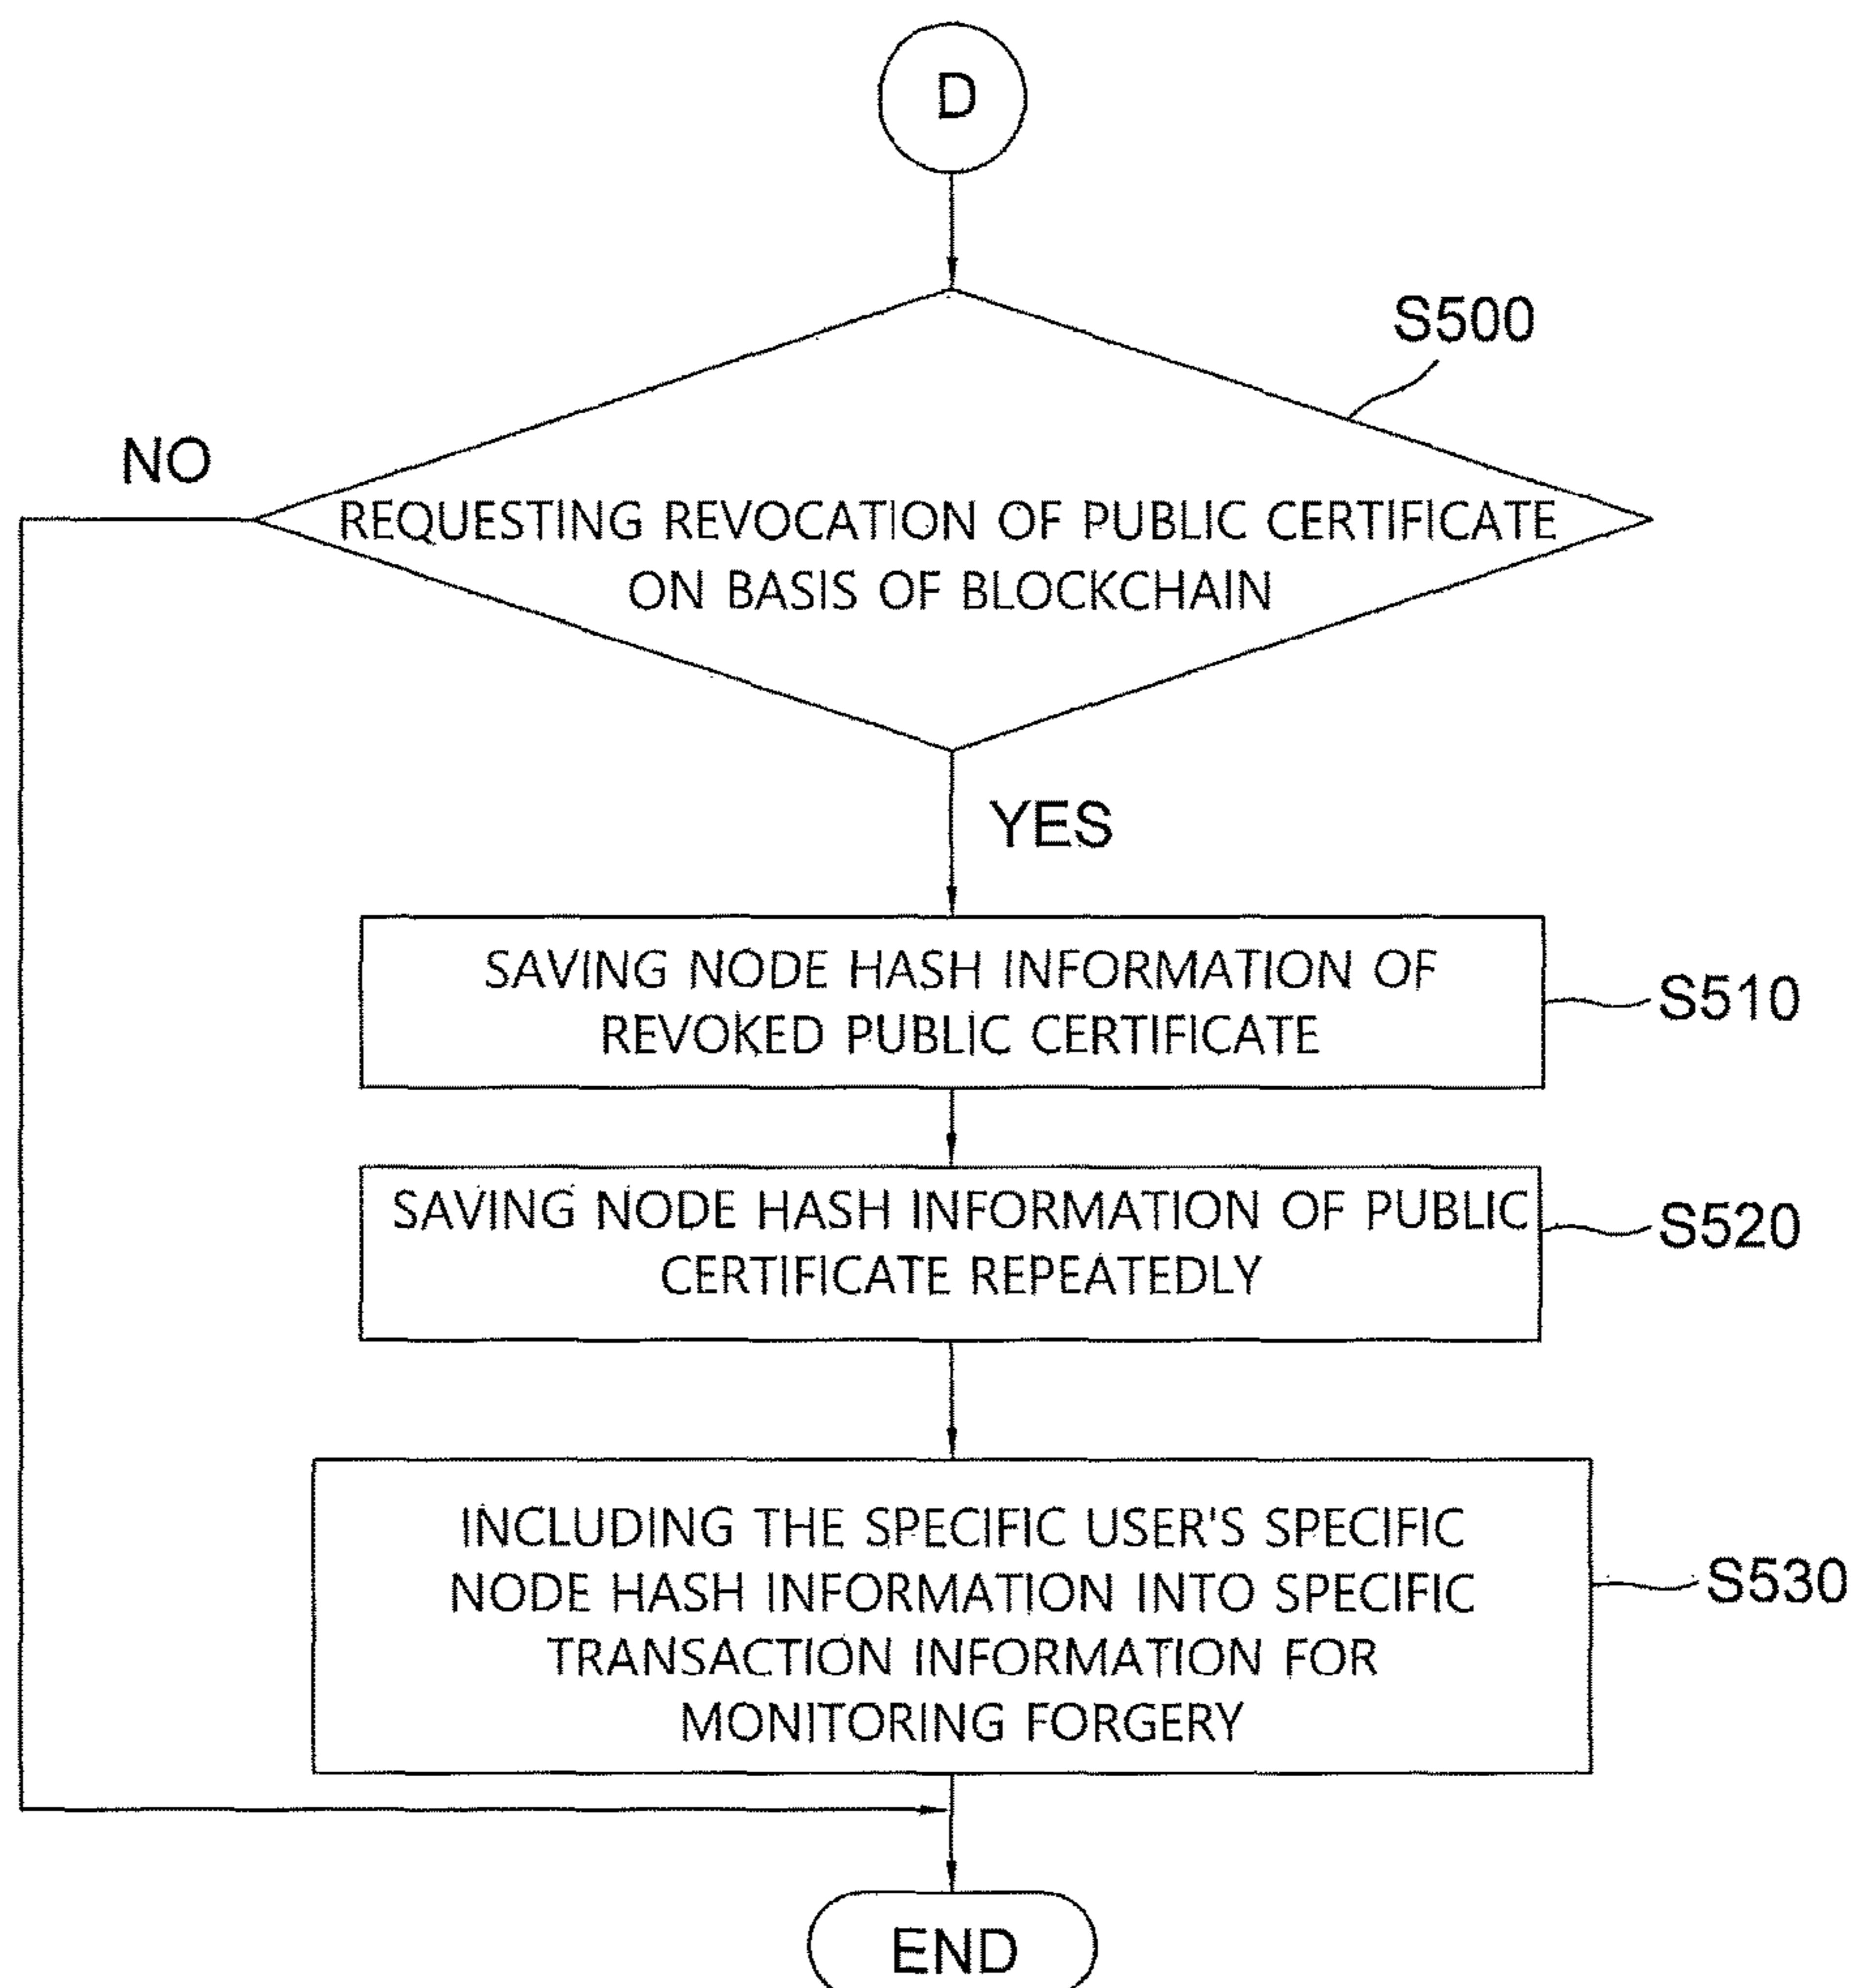 D
S500
NO
REQUESTING REVOCATION OF PUBLIC CERTIFICATE
ON BASIS OF BLOCKCHAIN
YES
SAVING NODE HASH INFORMATION OF
REVOKED PUBLIC CERTIFICATE
S510
SAVING NODE HASH INFORMATION OF PUBLIC
CERTIFICATE REPEATEDLY
S520
INCLUDING THE SPECIFIC USER'S SPECIFIC
NODE HASH INFORMATION INTO SPECIFIC
TRANSACTION INFORMATION FOR
MONITORING FORGERY
S530
END